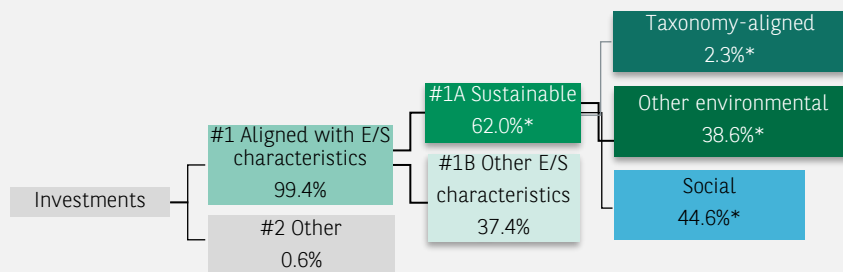 Investments
#1 Aligned with E/S
characteristics
99.4%
#2 Other
0.6%
#1A Sustainable
62.0%*
#1B Other E/S
characteristics
37.4%
Taxonomy-aligned
2.3%*
Other environmental
38.6%*
Social
44.6%*